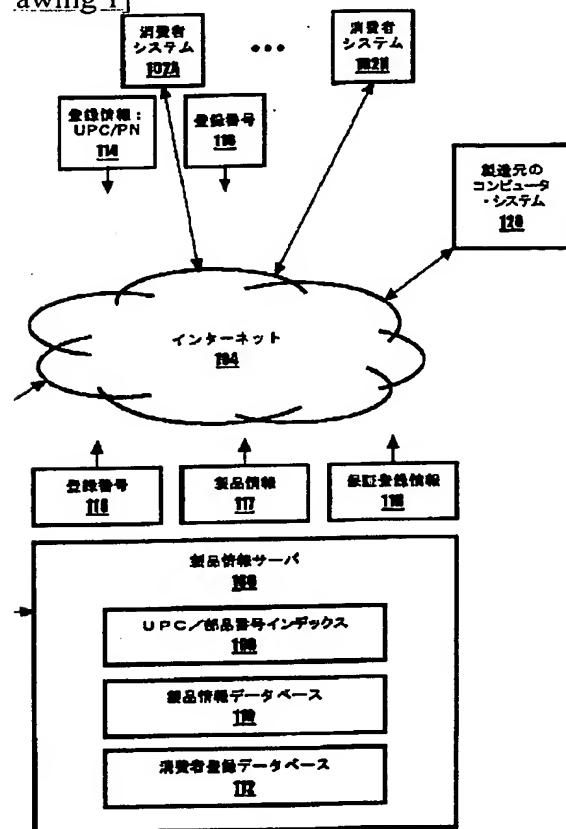 awing 1]
消費者
システム
102A
•••
消費者
システム
102N
登録情報：
UPC/PN
114
登録番号
116
製造元の
コンピュータ
・システム
120
インターネット
104
登録番号
116
製品情報
117
保証登録情報
118
製品情報サーバ
UPC／部品番号インデックス
製品情報データベース
消費者登録データベース
112